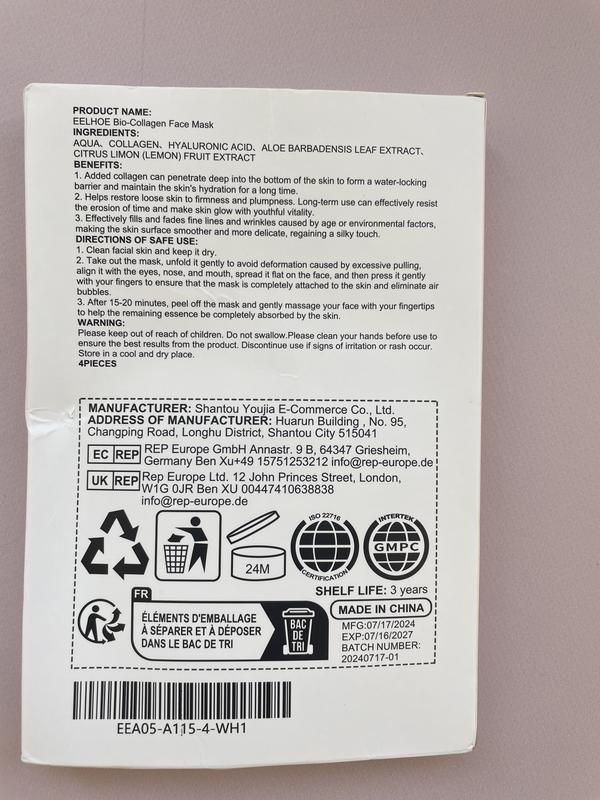 PRODUCT NAME:
EELHOE Bio-Collagen Face Mask
INGREDIENTS:
AQUA、COLLAGEN、HYALURONIC ACID、ALOE BARBADENSIS LEAF EXTRACT、
CITRUS LIMON (LEMON) FRUIT EXTRACT
BENEFITS:
1. Added collagen can penetrate deep into the bottom of the skin to form a water-locking
barrier and maintain the skin's hydration for a long time.
2. Helps restore loose skin to firmness and plumpness. Long-term use can effectively resist
the erosion of time and make skin glow with youthful vitality.
3. Effectively fills and fades fine lines and wrinkles caused by age or environmental factors,
making the skin surface smoother and more delicate, regaining a silky touch.
DIRECTIONS OF SAFE USE:
1. Clean facial skin and keep it dry.
2. Take out the mask, unfold it gently to avoid deformation caused by excessive pulling,
align it with the eyes, nose, and mouth, spread it flat on the face, and then press it gently
with your fingers to ensure that the mask is completely attached to the skin and eliminate air
bubbles.
3. After 15-20 minutes, peel off the mask and gently massage your face with your fingertips
to help the remaining essence be completely absorbed by the skin.
WARNING:
Please keep out of reach of children. Do not swallow.Please clean your hands before use to
ensure the best results from the product. Discontinue use if signs of irritation or rash occur.
Store in a cool and dry place.
4PIECES
MANUFACTURER: Shantou Youjia E-Commerce Co., Ltd.
ADDRESS OF MANUFACTURER: Huarun Building , No. 95,
Changping Road, Longhu District, Shantou City 515041
EC REP REP Europe GmbH Annastr. 9 B, 64347 Griesheim,
Germany Ben Xu+49 15751253212 info@rep-europe.de
UK REP Rep Europe Ltd. 12 John Princes Street, London,
W1G 0JR Ben XU 00447410638838
info@rep-europe.de
24M
ISO 22716
CERTIFICATION
INTERTEK
GMPC
SHELF LIFE: 3 years
FR
ÉLÉMENTS D'EMBALLAGE
À SÉPARER ET À DÉPOSER
DANS LE BAC DE TRI
BAC
DE
TRI
MADE IN CHINA
MFG:07/17/2024
EXP:07/16/2027
BATCH NUMBER:
20240717-01
EEA05-A115-4-WH1